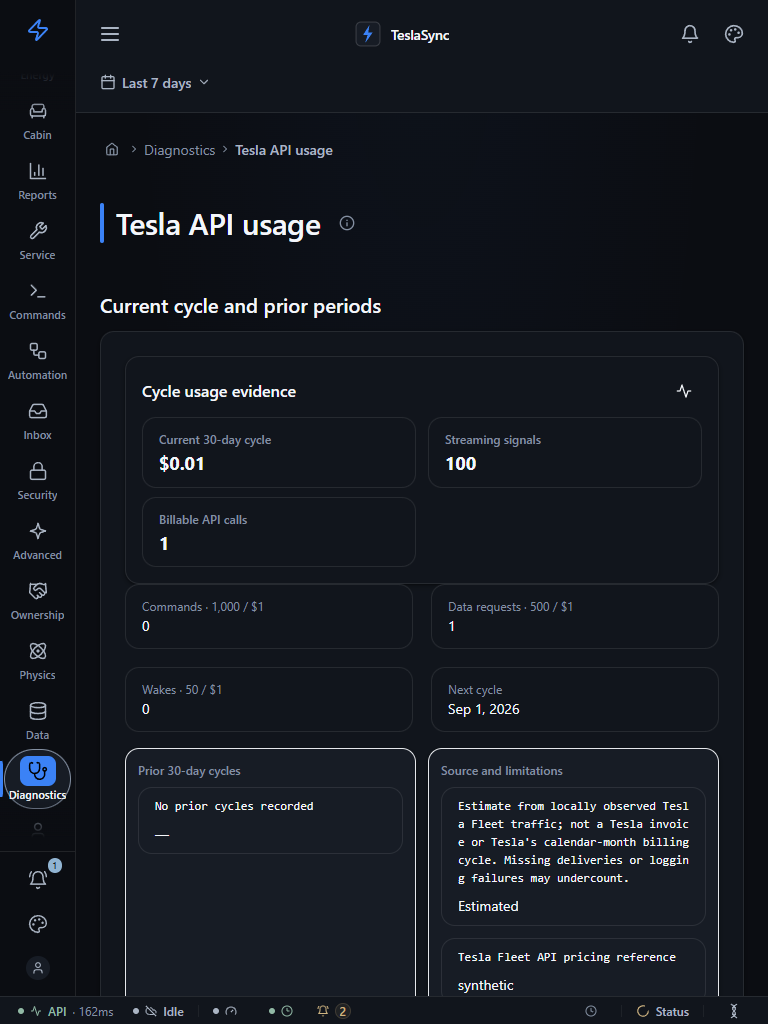 TeslaSync
Last 7 days
Energy
Cabin
Reports
Service
Commands
Automation
Inbox
Security
Advanced
Ownership
Physics
Data
Diagnostics
1
Diagnostics
Tesla API usage
Tesla API usage
Current cycle and prior periods
Cycle usage evidence
Current 30-day cycle
$0.01
Streaming signals
100
Billable API calls
1
Commands · 1,000 / $1
0
Data requests · 500 / $1
1
Wakes · 50 / $1
0
Next cycle
Sep 1, 2026
Prior 30-day cycles
No prior cycles recorded
—
Source and limitations
Estimate from locally observed Tesl
a Fleet traffic; not a Tesla invoic
e or Tesla's calendar-month billing
cycle. Missing deliveries or loggin
g failures may undercount.
Estimated
Tesla Fleet API pricing reference
synthetic
API · 162ms
Idle
2
Status